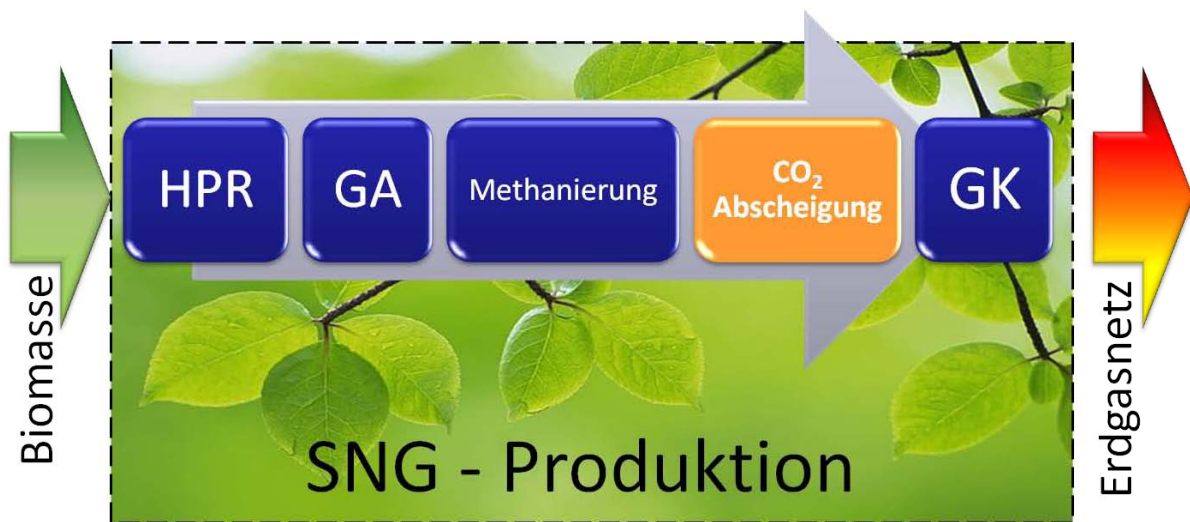 Biomasse
HPR
GA
Methanierung
CO₂
Abscheigung
GK
Erdgasnetz
SNG - Produktion